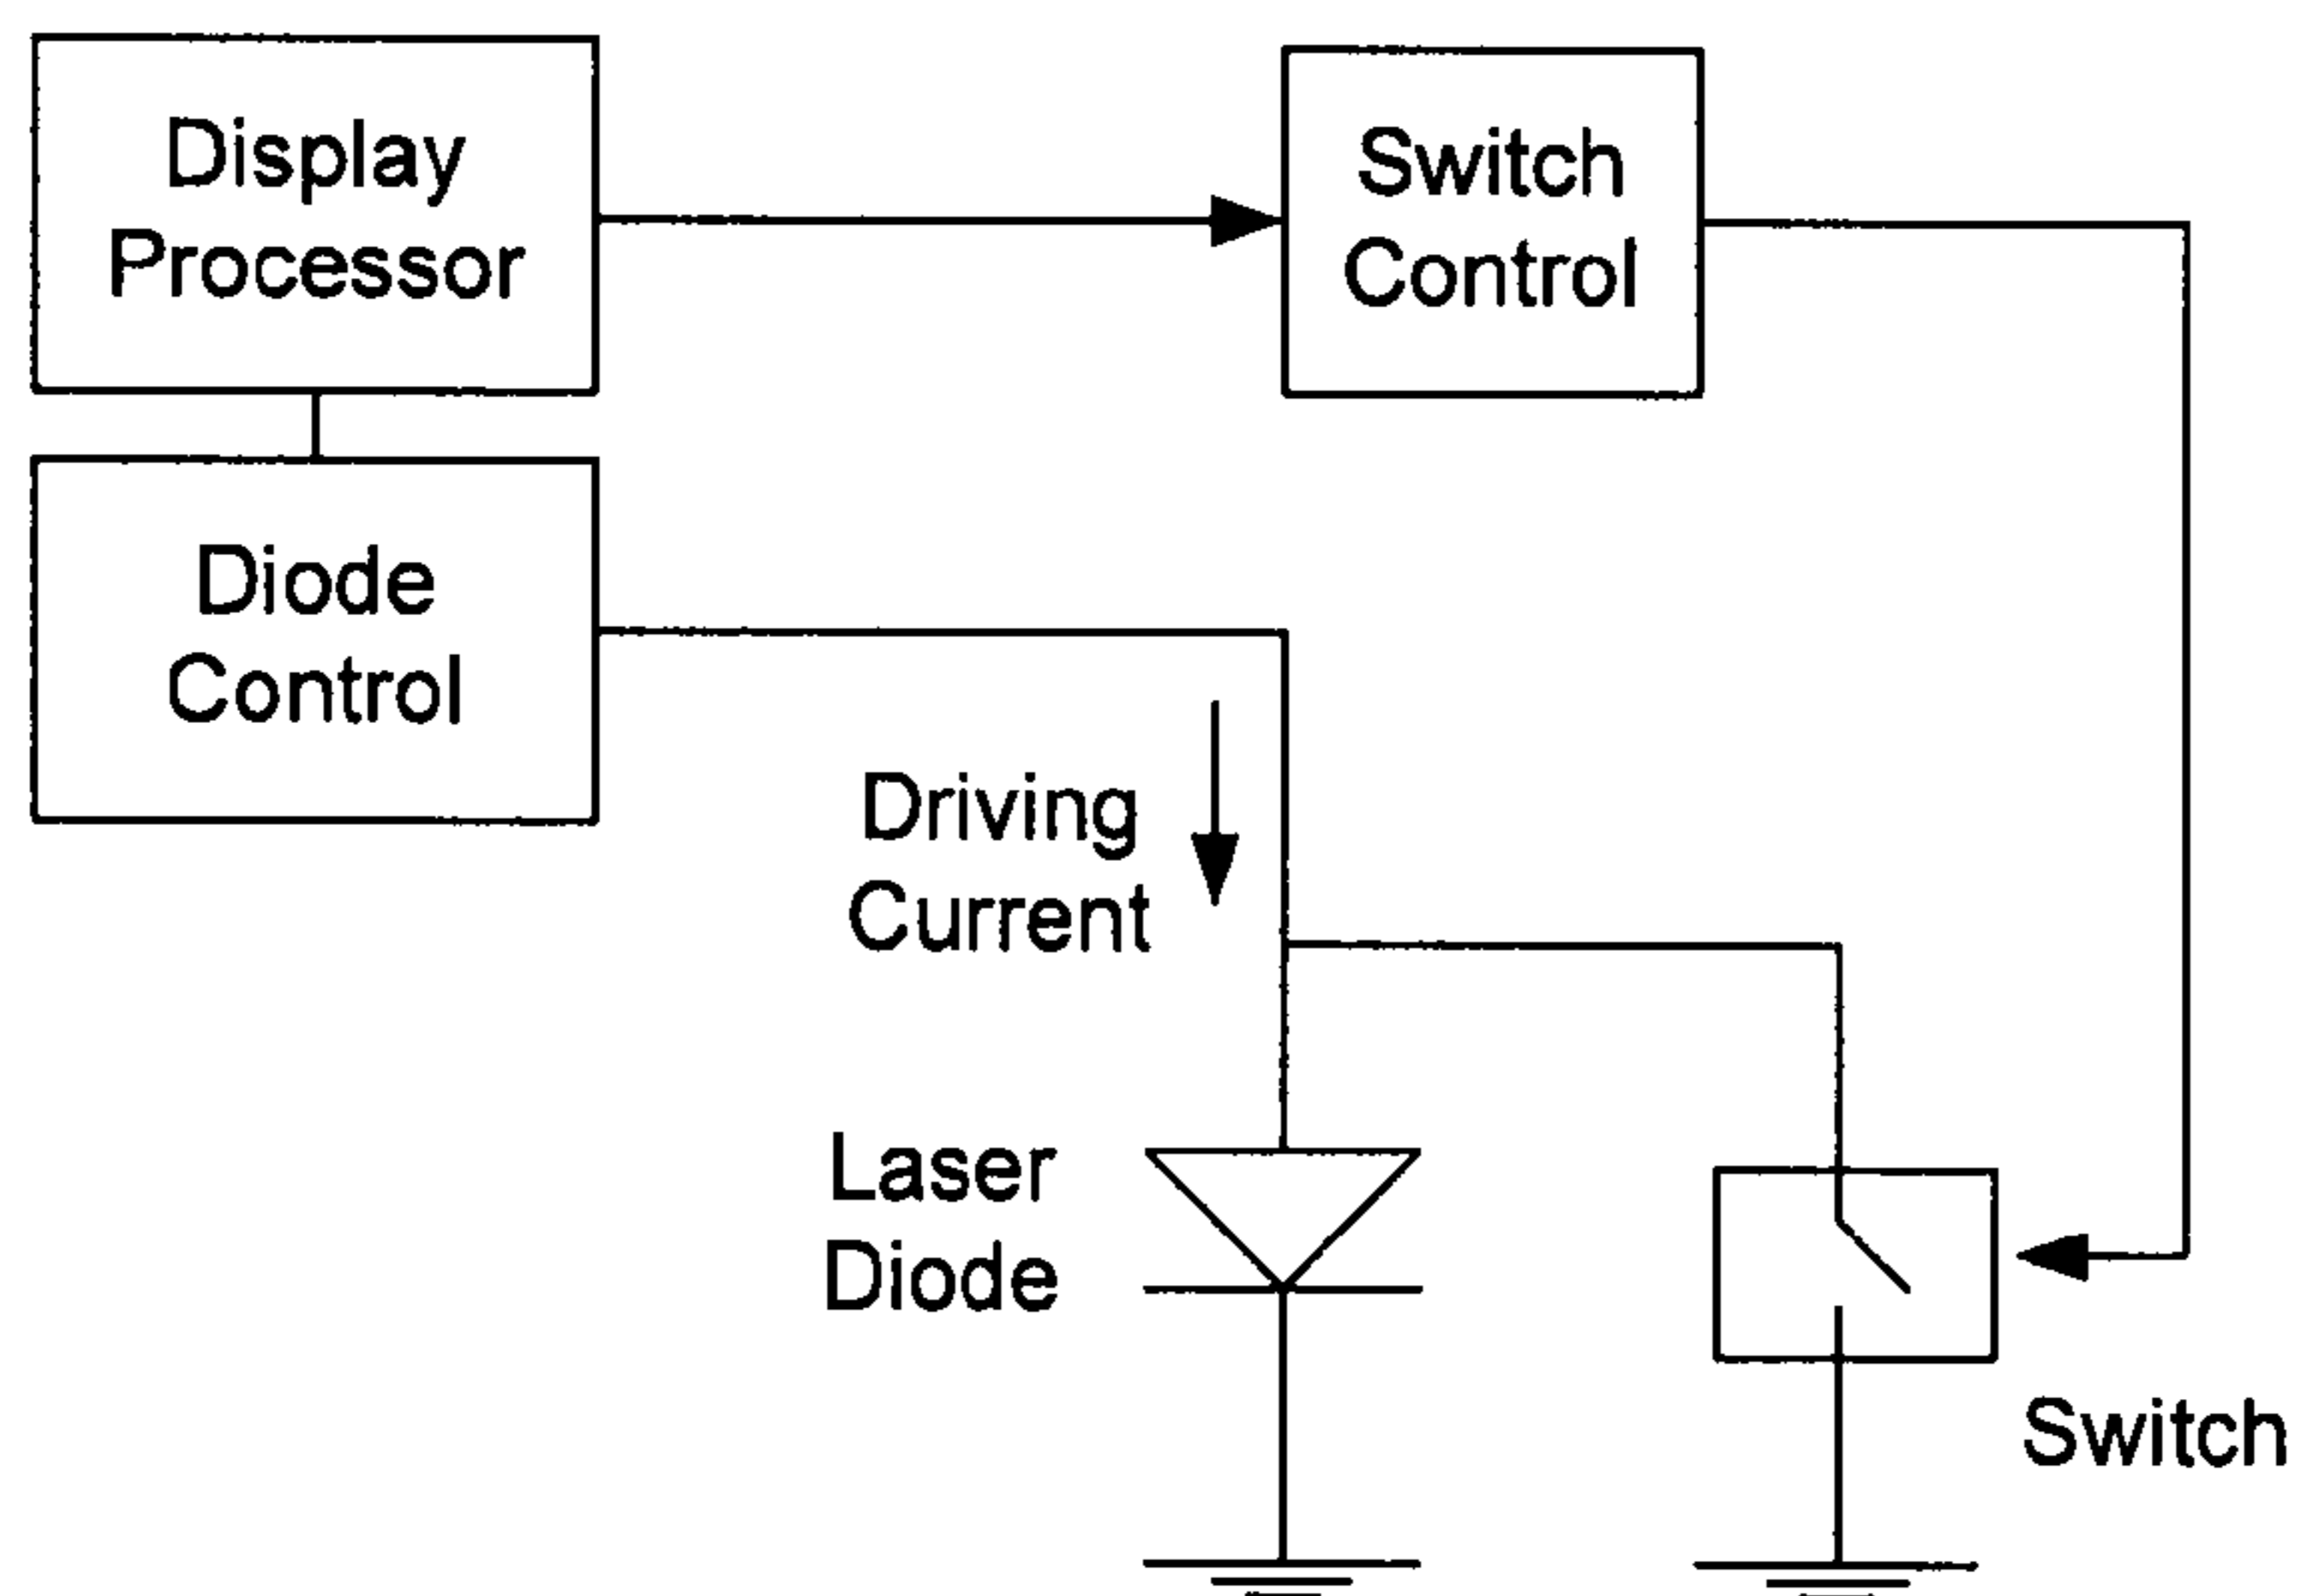 Display
Processor
Switch
Control
Diode
Control
Driving
Current
Laser
Diode
Switch